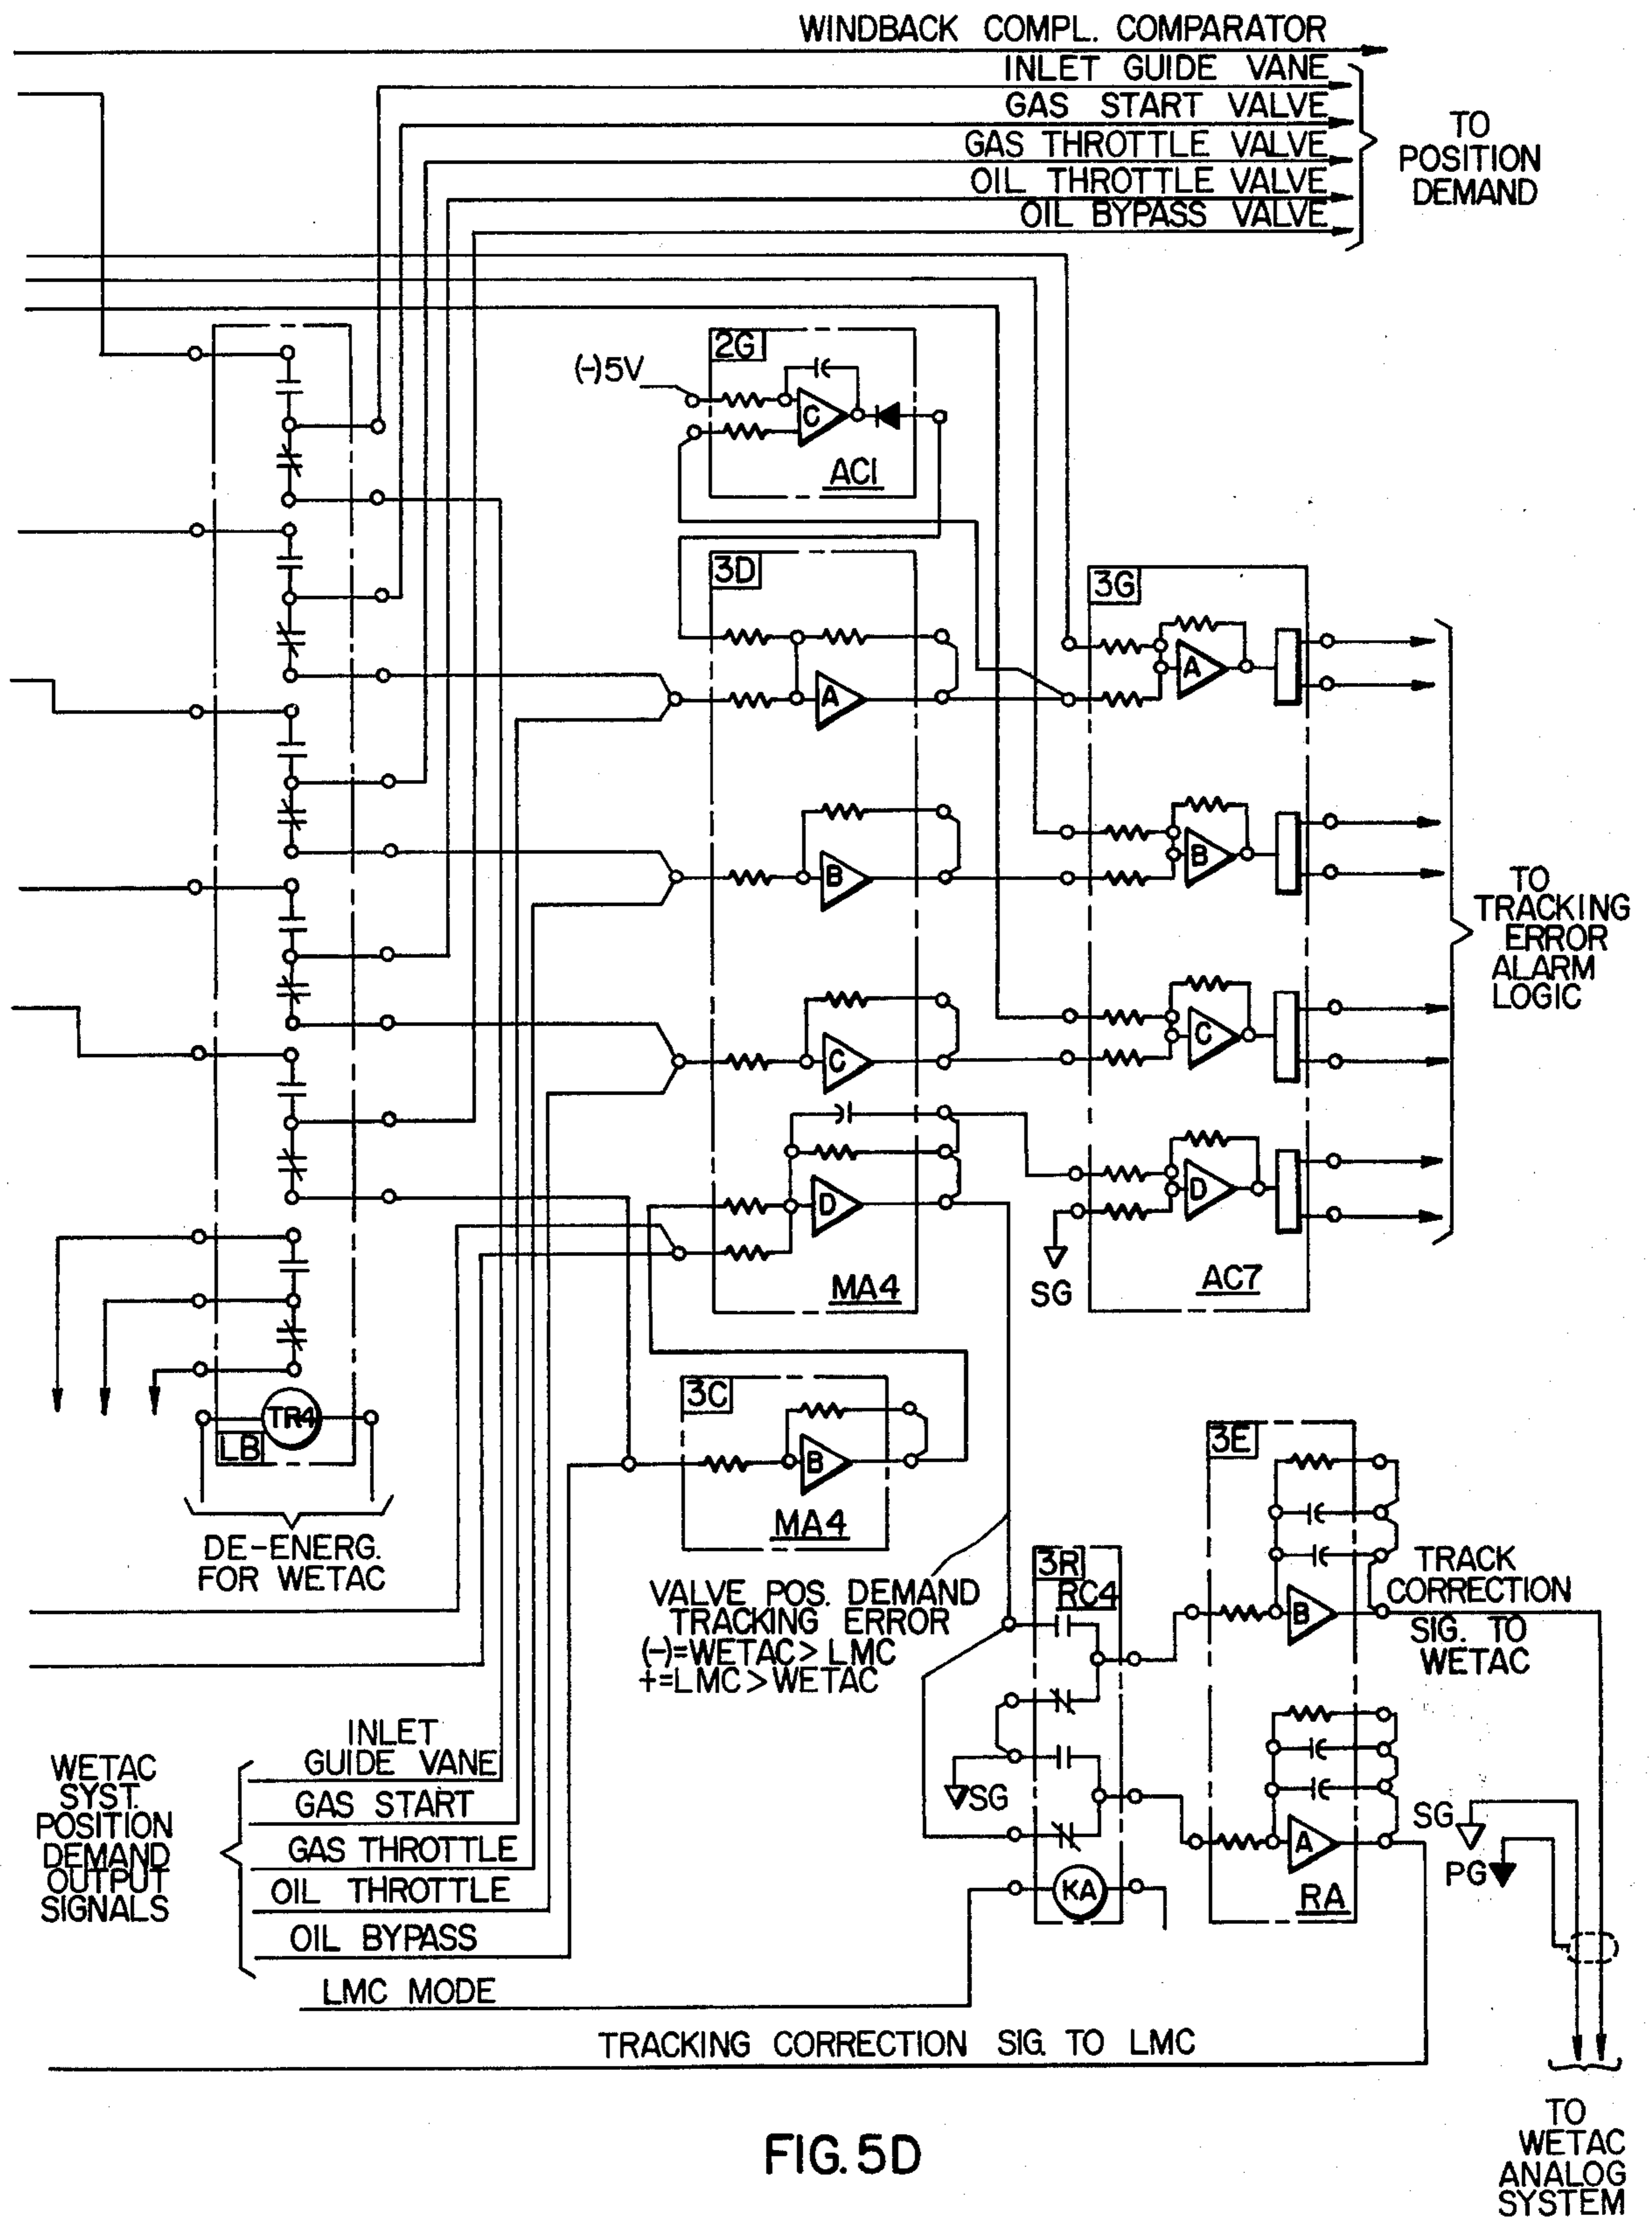 WINDBACK COMPL. COMPARATOR
INLET GUIDE VANE
GAS START VALVE
GAS THROTTLE VALVE
OIL THROTTLE VALVE
OIL BYPASS VALVE
TO
POSITION
DEMAND
2G
(-)5V
C
AC1
3D
A
B
C
D
MA4
3G
A
B
C
D
SG
AC7
TO
TRACKING
ERROR
ALARM
LOGIC
TR4
LB
DE-ENERG.
FOR WETAC
3C
B
MA4
VALVE POS. DEMAND
TRACKING ERROR
(-)=WETAC > LMC
+=LMC > WETAC
3R
RC4
SG
KA
3E
B
A
RA
TRACK
CORRECTION
SIG. TO
WETAC
SG
PG
WETAC
SYST.
POSITION
DEMAND
OUTPUT
SIGNALS
INLET
GUIDE VANE
GAS START
GAS THROTTLE
OIL THROTTLE
OIL BYPASS
LMC MODE
TRACKING CORRECTION SIG. TO LMC
TO
WETAC
ANALOG
SYSTEM
FIG. 5D